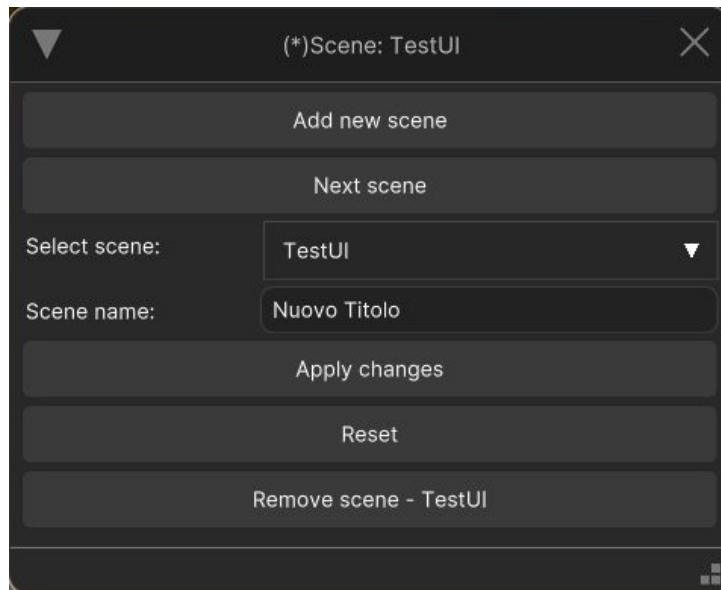 (*)Scene: TestUI
Add new scene
Next scene
Select scene: TestUI
Scene name: Nuovo Titolo
Apply changes
Reset
Remove scene - TestUI